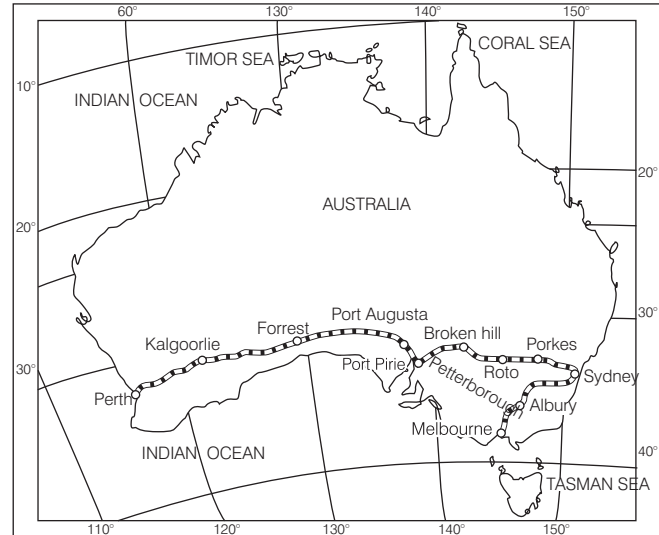 60°
130°
140°
150°
CORAL SEA
TIMOR SEA
10°
INDIAN OCEAN
20°
AUSTRALIA
20°
30°
Port Augusta
Forrest
Broken hill
Kalgoorlie
Porkes
Port Pirie
Roto
30°
Petterborough
Sydney
Perth
Albury
Melbourne
INDIAN OCEAN
40°
TASMAN SEA
110°
120°
130°
140°
150°